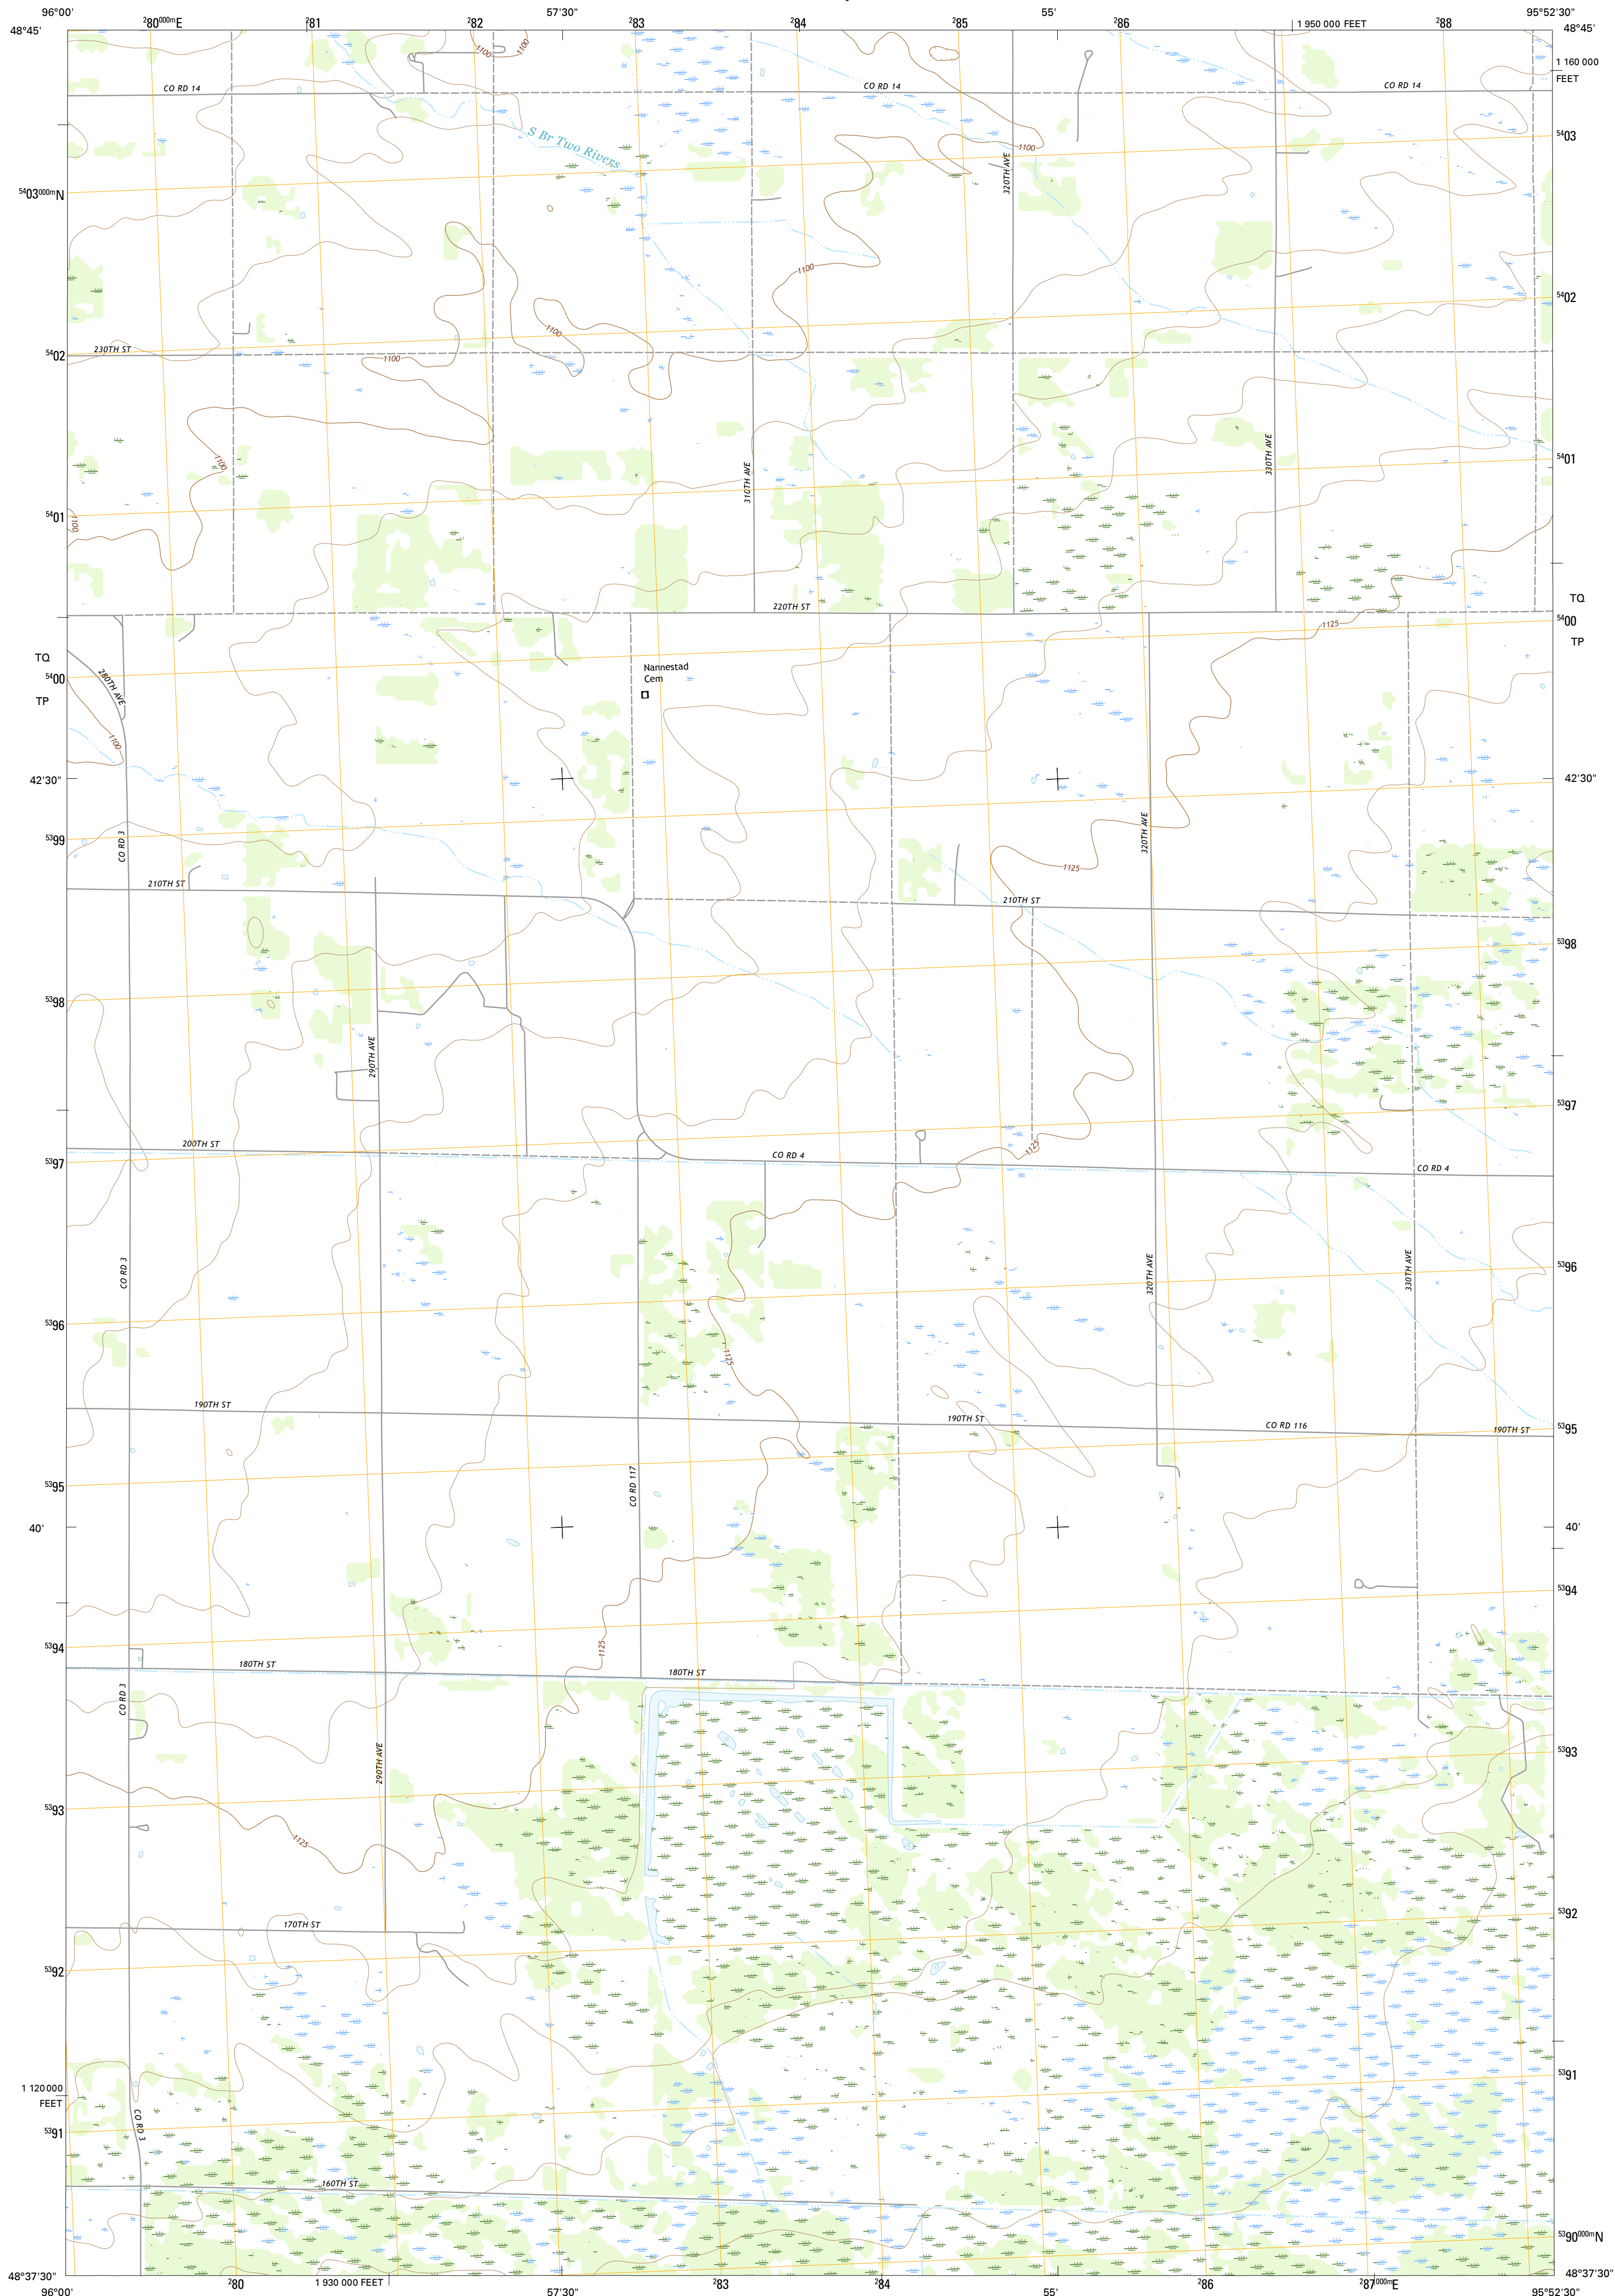 96°00'
²80⁰⁰⁰ᵐE
²81
²82
57'30"
²83
²84
²85
55'
²86
1 950 000 FEET
²88
95°52'30"
48°45'
48°45'
1100
1100
1 160 000
FEET
CO RD 14
CO RD 14
CO RD 14
S Br Two Rivers
⁵⁴03
1100
320TH AVE
⁵⁴03⁰⁰⁰ᵐN
1100
⁵⁴02
1100
230TH ST
⁵⁴02
1100
1100
310TH AVE
330TH AVE
⁵⁴01
1100
⁵⁴01
220TH ST
TQ
⁵⁴00
TP
1125
TQ
⁵⁴00
TP
280TH AVE
Nannestad
Cem
1100
42'30"
42'30"
CO RD 3
⁵³99
320TH AVE
1125
210TH ST
210TH ST
⁵³98
⁵³98
290TH AVE
⁵³97
200TH ST
⁵³97
CO RD 4
1125
CO RD 4
CO RD 3
320TH AVE
330TH AVE
⁵³96
⁵³96
1125
190TH ST
190TH ST
CO RD 116
190TH ST
⁵³95
⁵³95
CO RD 117
40'
40'
⁵³94
⁵³94
1125
180TH ST
180TH ST
CO RD 3
290TH AVE
⁵³93
⁵³93
1125
170TH ST
⁵³92
⁵³92
1 120 000
FEET
⁵³91
CO RD 3
⁵³91
160TH ST
⁵³90⁰⁰⁰ᵐN
48°37'30"
48°37'30"
96°00'
²80
1 930 000 FEET
57'30"
²83
²84
55'
²86
²87⁰⁰⁰ᵐE
95°52'30"